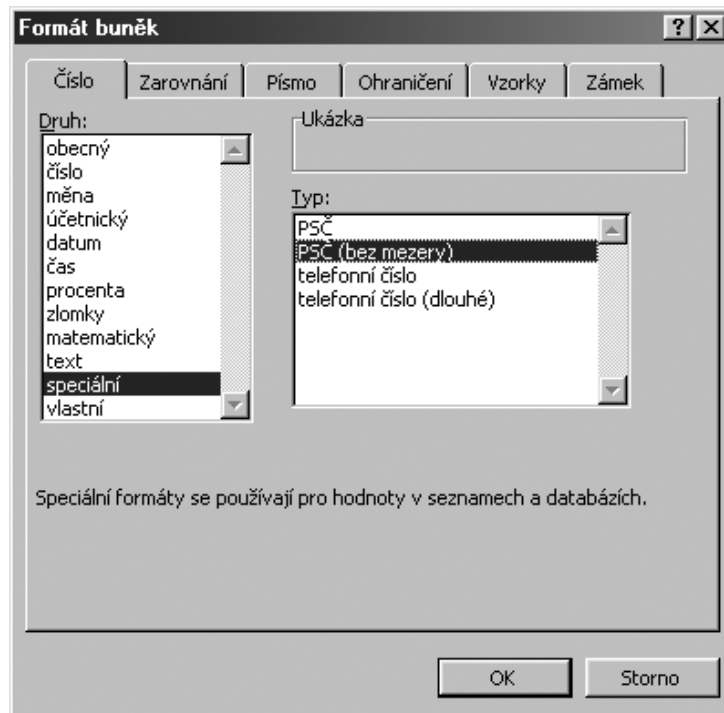 Formát buněk
Číslo Zarovnání Písmo Ohraničení Vzorky Zámek
Druh:
obecný
číslo
měna
účetnický
datum
čas
procenta
zlomky
matematický
text
speciální
vlastní
Ukázka
Typ:
PSČ
PSČ (bez mezery)
telefonní číslo
telefonní číslo (dlouhé)
Speciální formáty se používají pro hodnoty v seznamech a databázích.
OK Storno